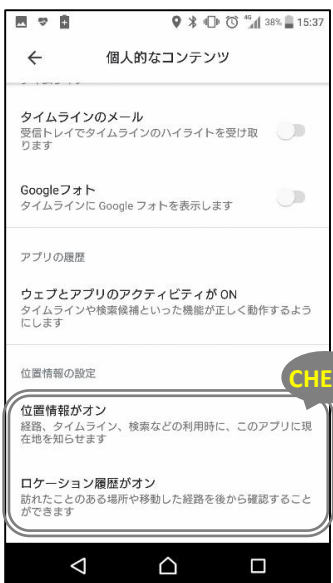 46 38% 15:37
個人的なコンテンツ
タイムラインのメール
受信トレイでタイムラインのハイライトを受け取
ります
Googleフォト
タイムラインに Google フォトを表示します
アプリの履歴
ウェブとアプリのアクティビティが ON
タイムラインや検索候補といった機能が正しく動作するよう
にします
位置情報の設定
CHE
位置情報がオン
経路、タイムライン、検索などの利用時に、このアプリに現
在地を知らせます
ロケーション履歴がオン
訪れたことのある場所や移動した経路を後から確認すること
ができます